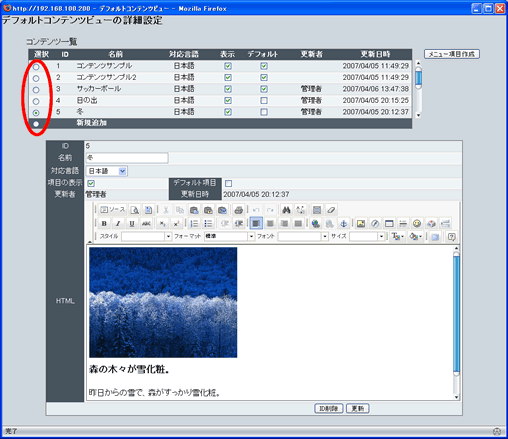 http://192.168.100.200 - デフォルトコンテンツビュー - Mozilla Firefox
デフォルトコンテンツビューの詳細設定
コンテンツ一覧
選択 ID 名前 対応言語 表示 デフォルト 更新者 更新日時
メニュー項目作成
1 コンテンツサンプル 日本語 2007/04/05 11:49:29
2 コンテンツサンプル2 日本語 2007/04/05 11:49:29
3 サッカーボール 日本語 管理者 2007/04/06 13:47:38
4 日の出 日本語 管理者 2007/04/05 20:15:25
5 冬 日本語 管理者 2007/04/05 20:12:37
新規追加
ID 5
名前 冬
対応言語 日本語
項目の表示 デフォルト項目
更新者 管理者 更新日時 2007/04/05 20:12:37
HTML
ソース
スタイル フォーマット 標準 フォント サイズ
森の木々が雪化粧。
昨日からの雪で、森がすっかり雪化粧。
ID削除 更新
完了